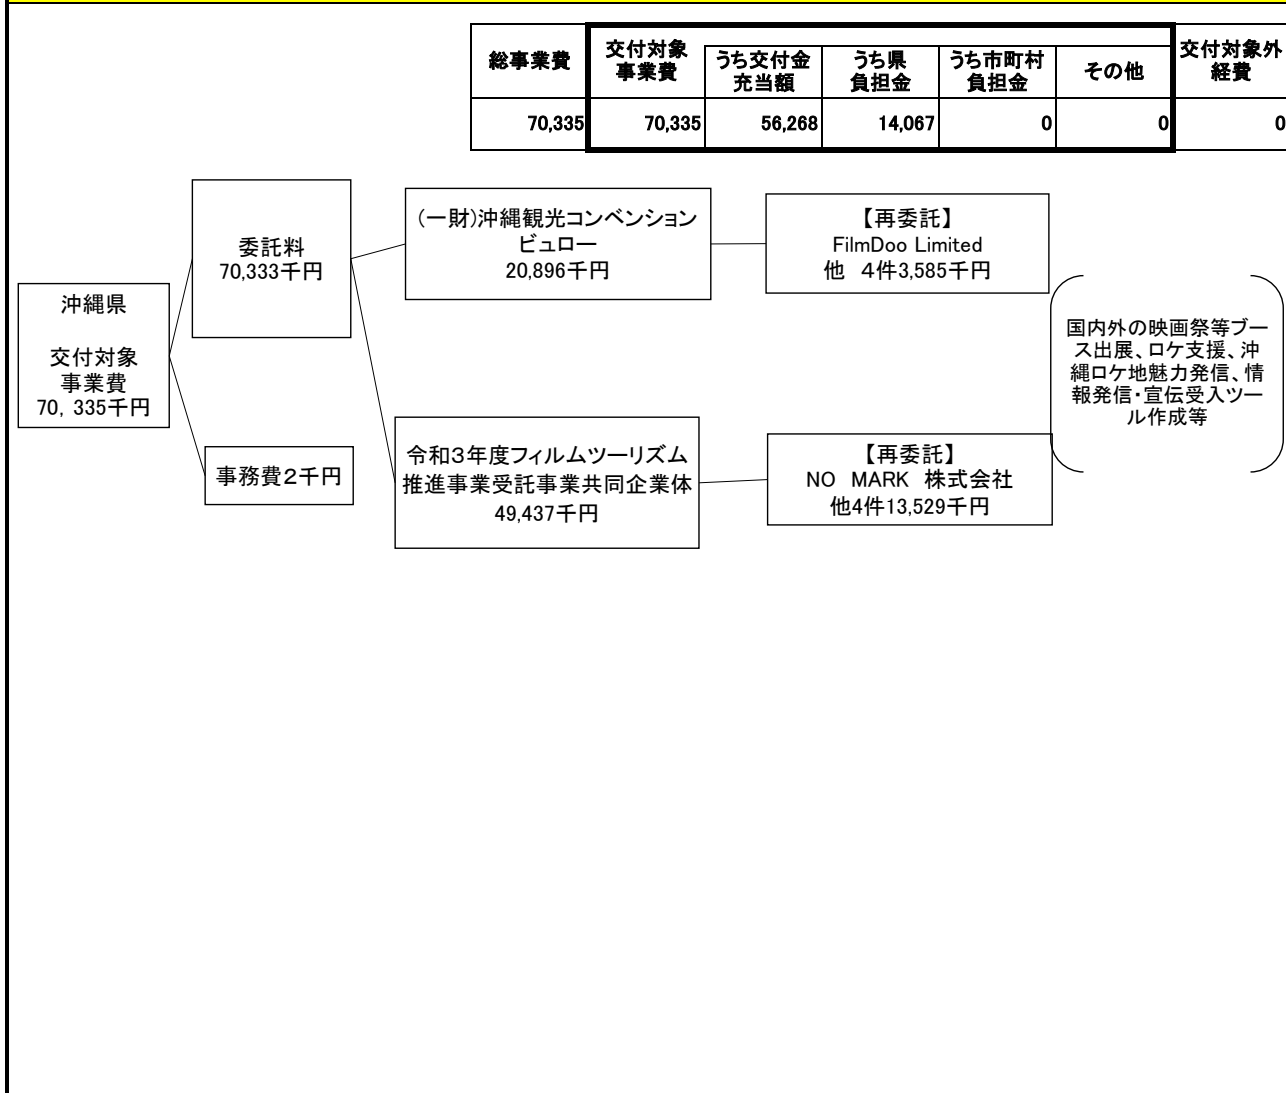 総事業費
交付対象
事業費
うち交付金
充当額
うち県
負担金
うち市町村
負担金
その他
交付対象外
経費
70,335 70,335 56,268 14,067 0 0 0
沖縄県
交付対象
事業費
70，335千円
委託料
70,333千円
事務費２千円
(一財)沖縄観光コンベンション
ビューロー
20,896千円
令和３年度フィルムツーリズム
推進事業受託事業共同企業体
49,437千円
【再委託】
FilmDoo Limited
他　４件3,585千円
【再委託】
NO　MARK　株式会社
他4件13,529千円
国内外の映画祭等ブー
ス出展、ロケ支援、沖
縄ロケ地魅力発信、情
報発信・宣伝受入ツー
ル作成等